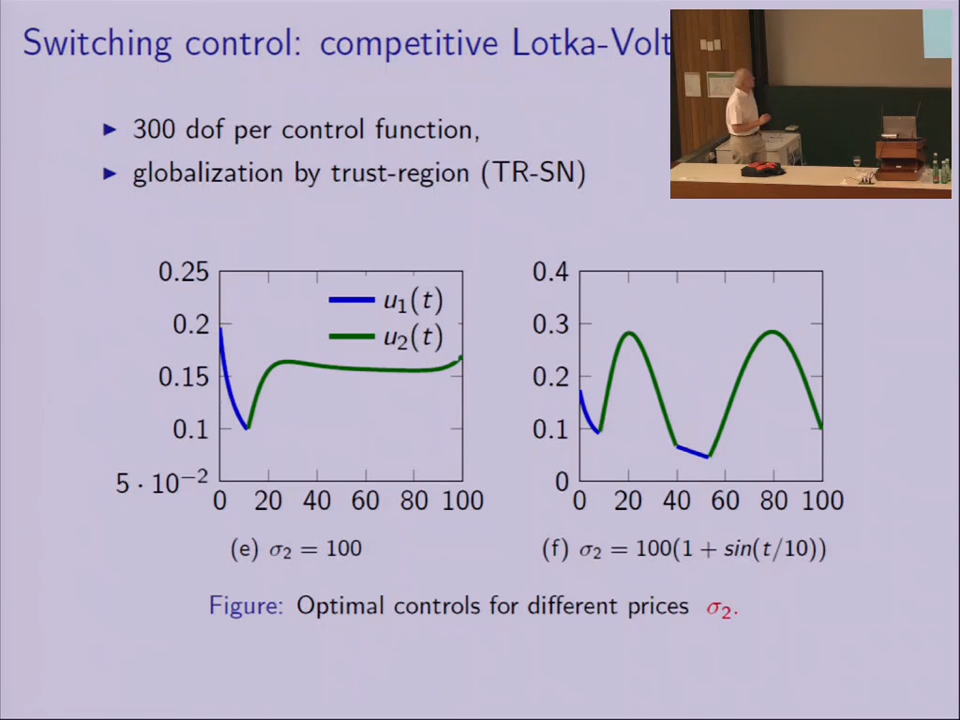 Switching control: competitive Lotka-Volt
▶ 300 dof per control function,
▶ globalization by trust-region (TR-SN)
0.25
0.2
0.15
0.1
5 · 10⁻²
0 20 40 60 80 100
u₁(t)
u₂(t)
(e) σ₂ = 100
0.4
0.3
0.2
0.1
0
0 20 40 60 80 100
(f) σ₂ = 100(1 + sin(t/10))
Figure: Optimal controls for different prices σ₂.